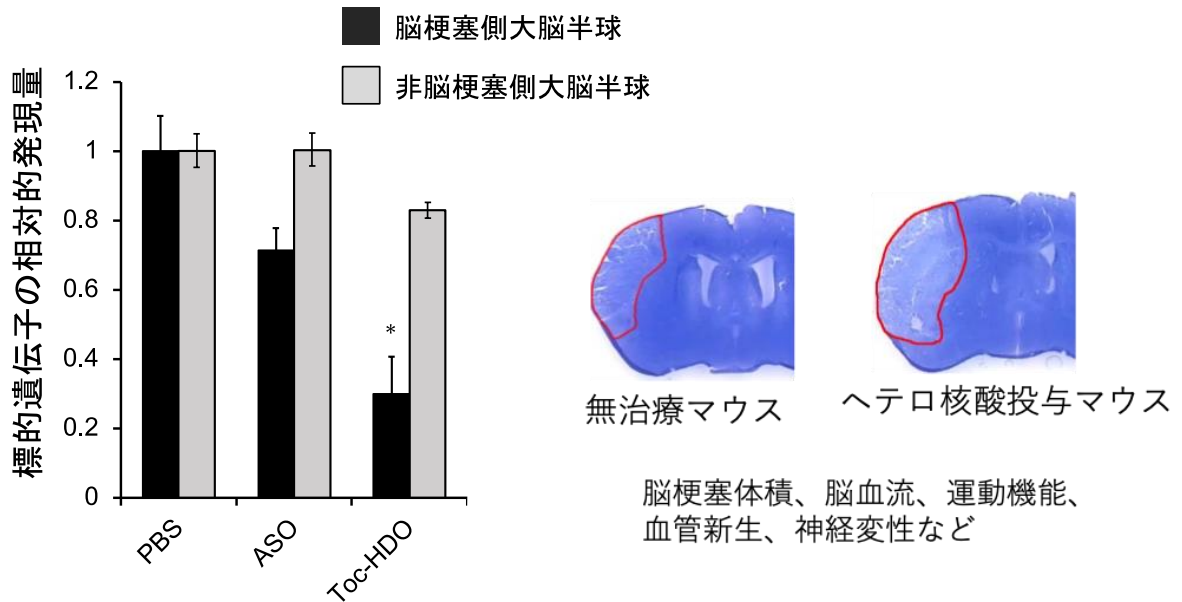 脳梗塞側大脳半球
非脳梗塞側大脳半球
標的遺伝子の相対的発現量
1.2
1
0.8
0.6
0.4
0.2
0
*
PBS
ASO
Toc-HDO
無治療マウス
ヘテロ核酸投与マウス
脳梗塞体積、脳血流、運動機能、
血管新生、神経変性など